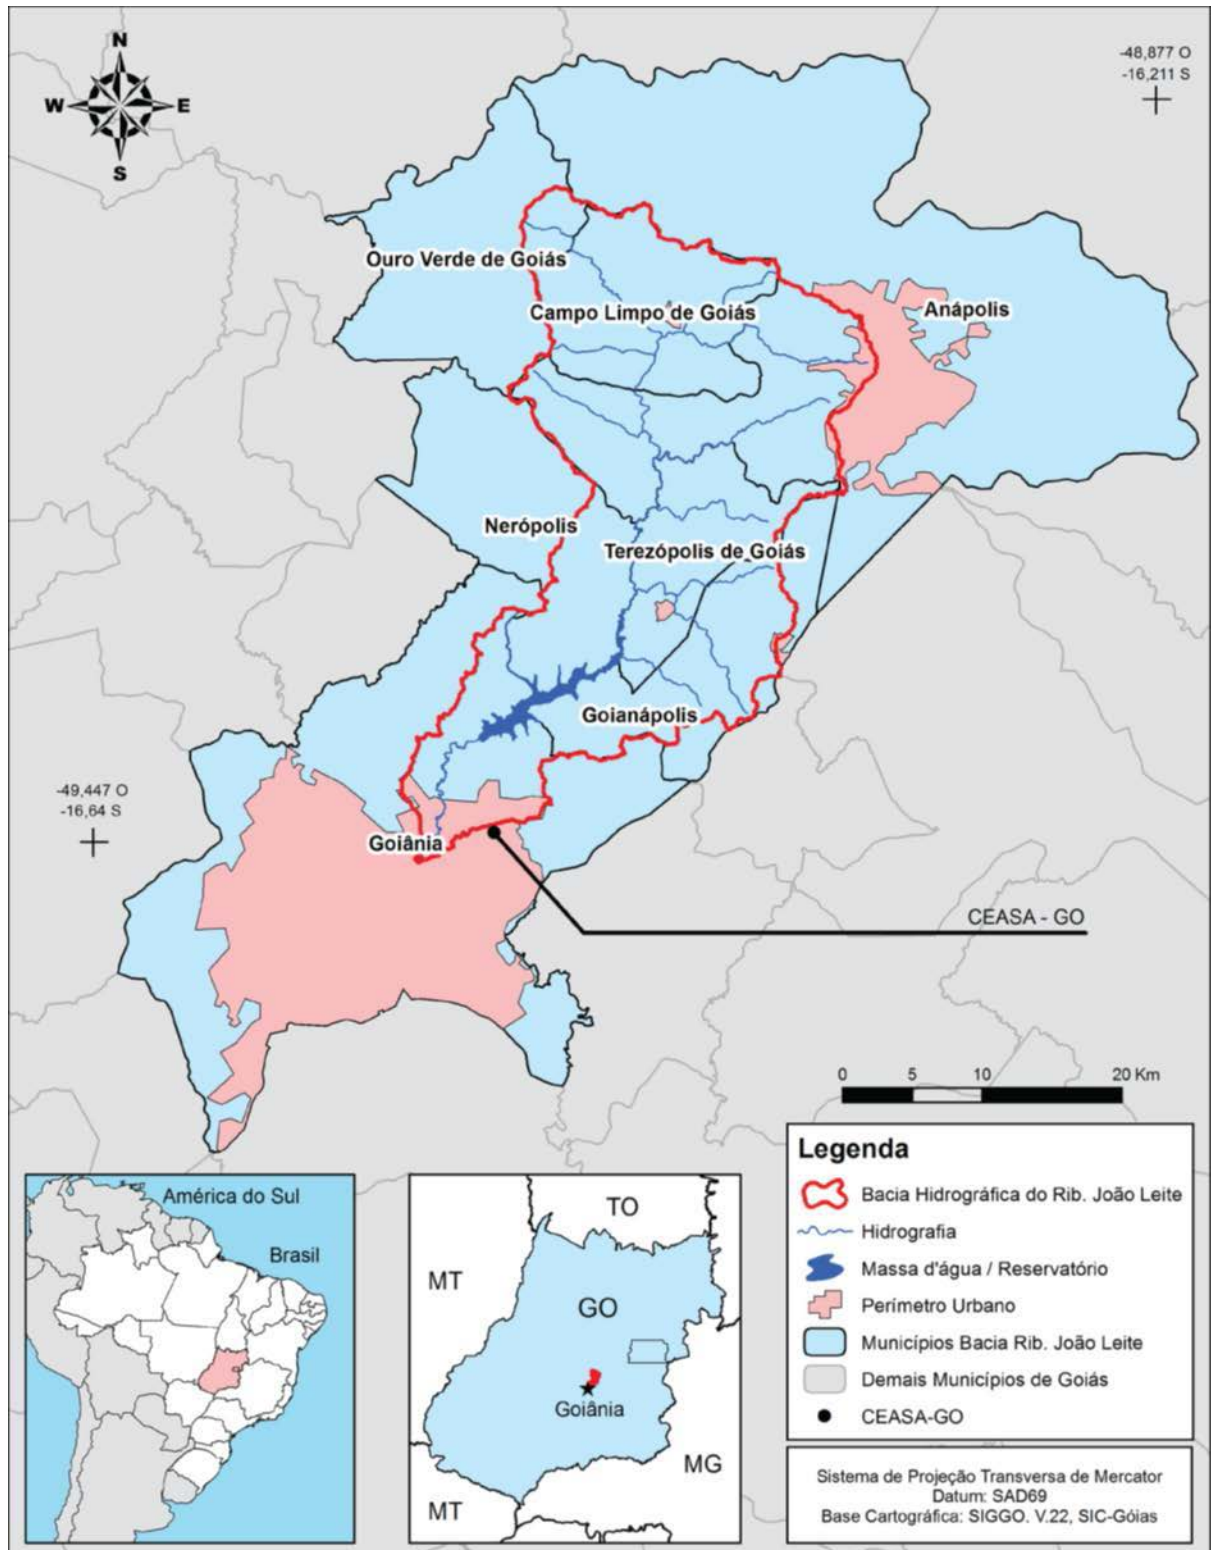 N
W
E
S
-48,877 O
-16,211 S
Ouro Verde de Goiás
Campo Limpo de Goiás
Anápolis
Nerópolis
Terezópolis de Goiás
Goianápolis
-49,447 O
-16,64 S
Goiânia
CEASA - GO
0 5 10 20 Km
Legenda
Bacia Hidrográfica do Rib. João Leite
Hidrografia
Massa d'água / Reservatório
Perímetro Urbano
Municípios Bacia Rib. João Leite
Demais Municípios de Goiás
CEASA-GO
América do Sul
Brasil
TO
MT
GO
Goiânia
MG
MT
Sistema de Projeção Transversa de Mercator
Datum: SAD69
Base Cartográfica: SIGGO. V.22, SIC-Góias